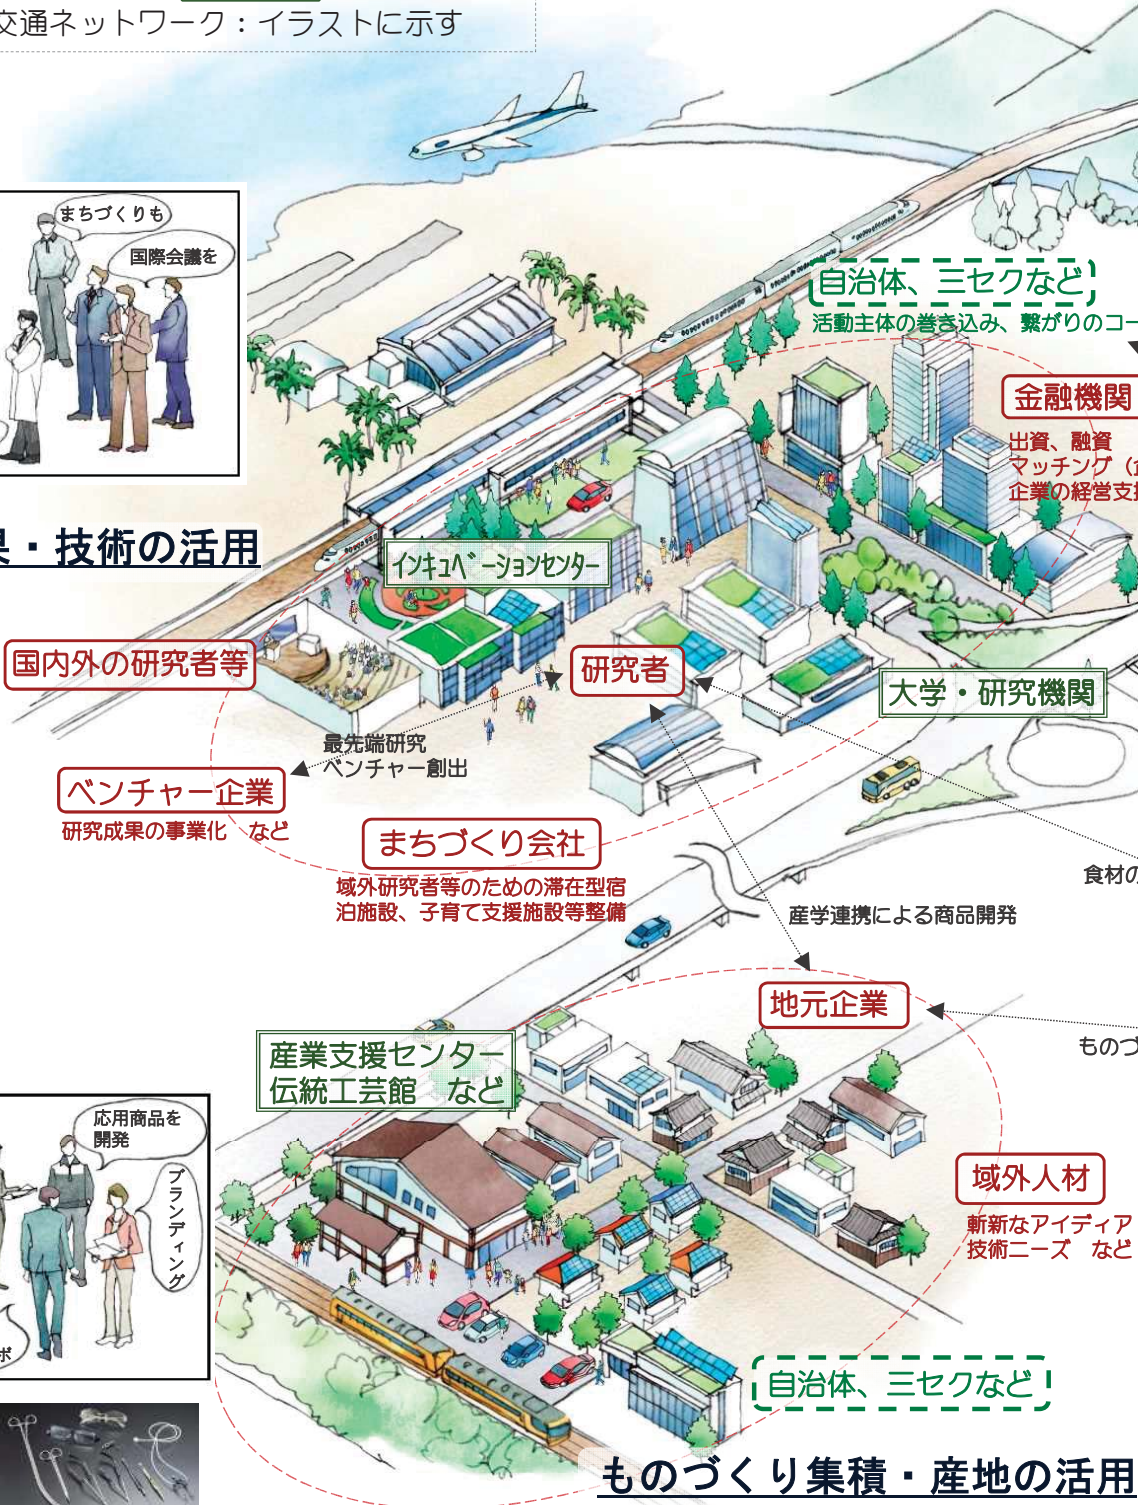 交通ネットワーク：イラストに示す
まちづくりも
国際会議を
自治体、三セクなど
活動主体の巻き込み、繋がりのコー
金融機関
出資、融資
マッチング（企
企業の経営支援
果・技術の活用
インキュベーションセンター
国内外の研究者等
研究者
大学・研究機関
最先端研究
ベンチャー創出
ベンチャー企業
研究成果の事業化　など
まちづくり会社
域外研究者等のための滞在型宿
泊施設、子育て支援施設等整備
食材の
産学連携による商品開発
地元企業
産業支援センター
伝統工芸館　など
ものづ
応用商品を
開発
ブランディング
域外人材
斬新なアイディア
技術ニーズ　など
ボ
自治体、三セクなど
ものづくり集積・産地の活用